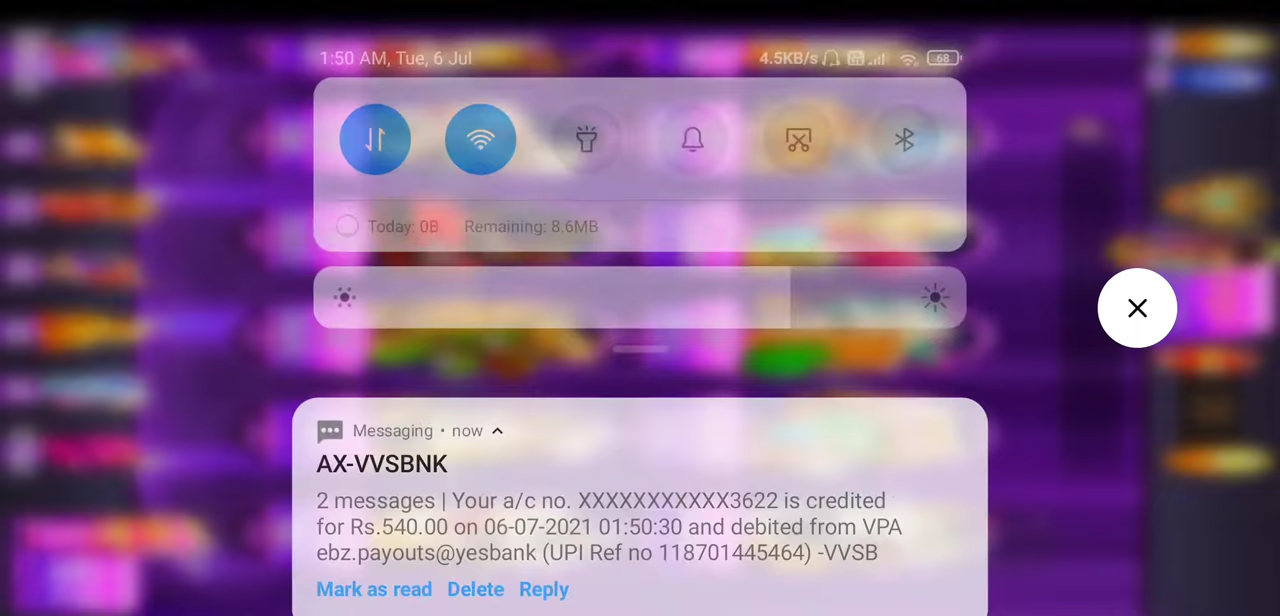 1:50 AM, Tue, 6 Jul 4.5KB/s 68
Today: 0B Remaining: 8.6MB
Messaging • now
AX-VVSBNK
2 messages | Your a/c no. XXXXXXXXXXX3622 is credited
for Rs.540.00 on 06-07-2021 01:50:30 and debited from VPA
ebz.payouts@yesbank (UPI Ref no 118701445464) -VVSB
Mark as read Delete Reply